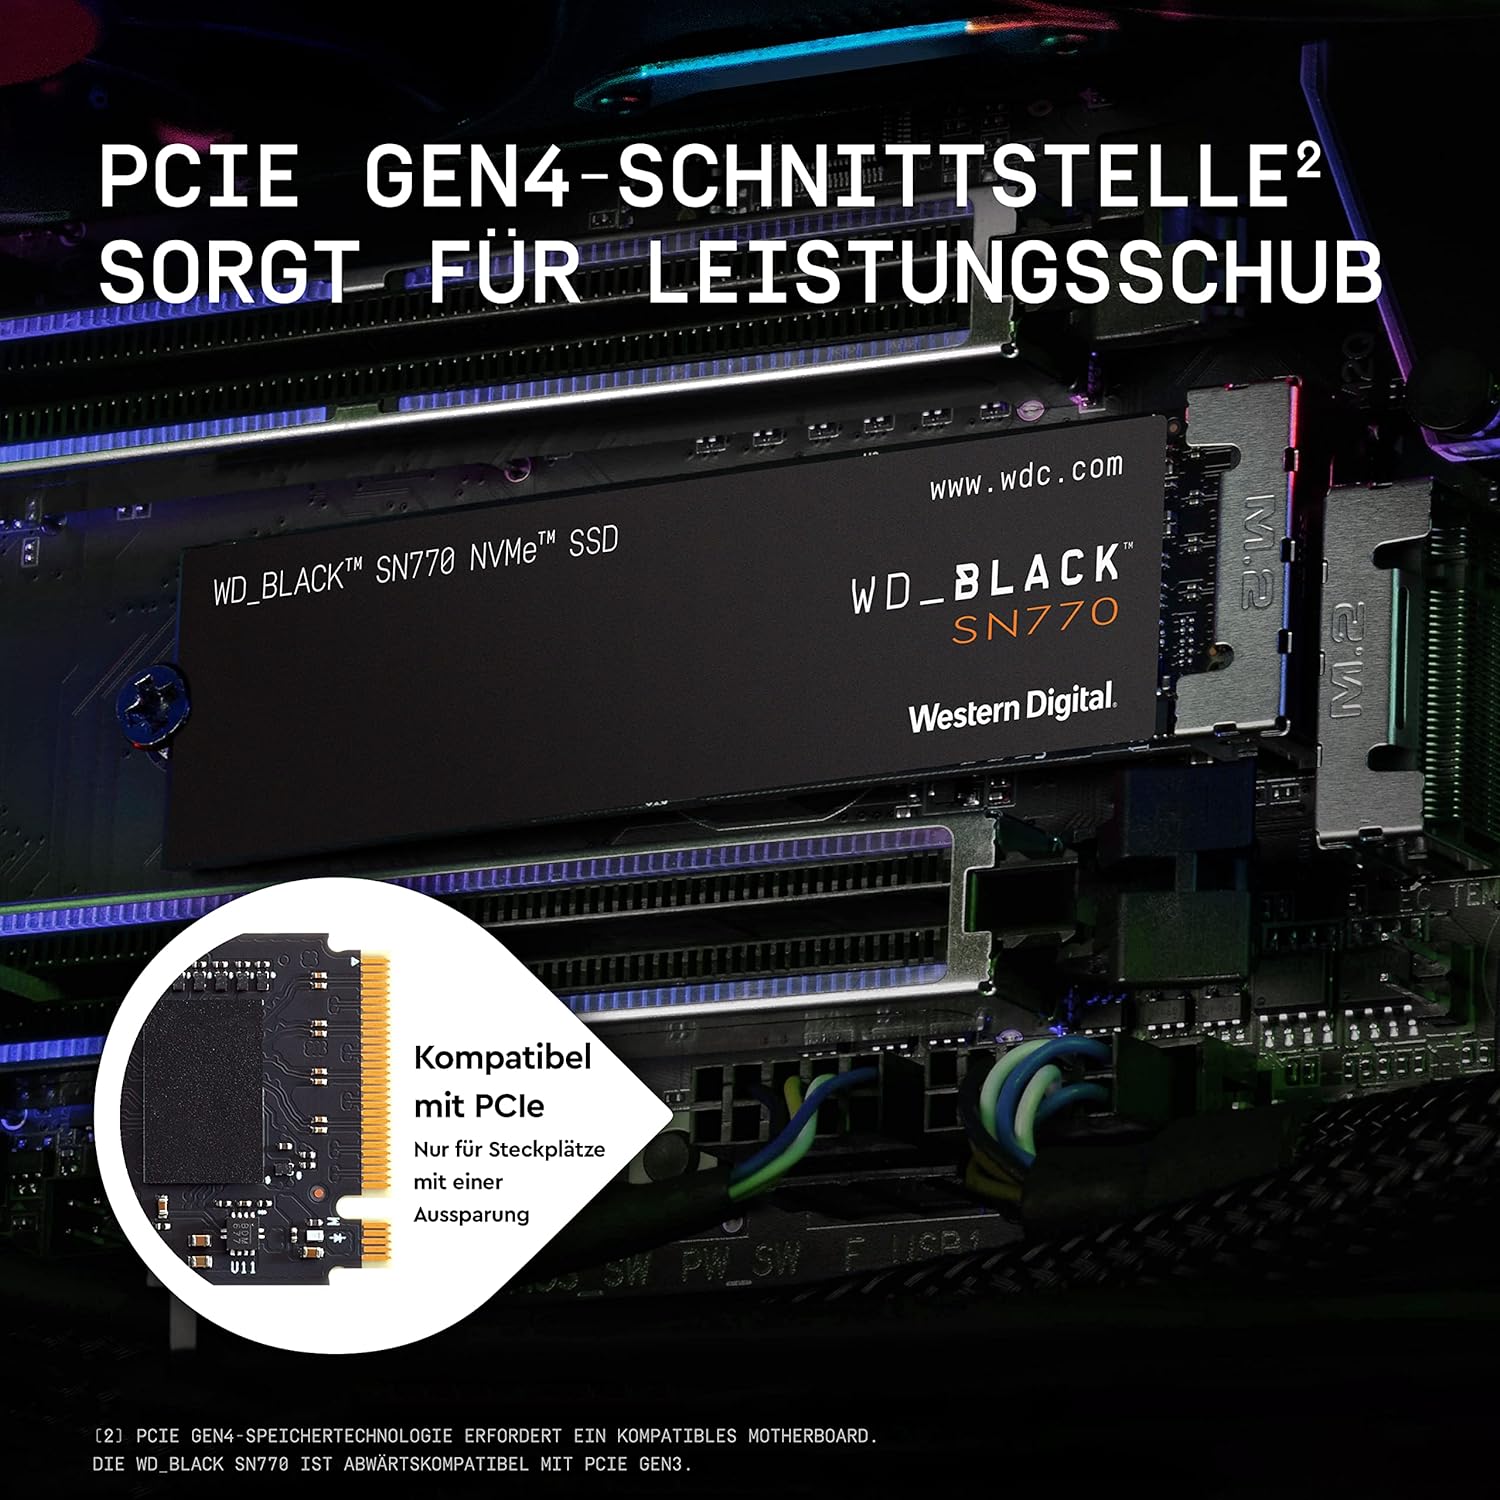 PCIE GEN4-SCHNITTSTELLE²
SORGT FÜR LEISTUNGSSCHUB
www.wdc.com
WD_BLACK™ SN770 NVMe™ SSD
WD_BLACK™
SN770
Western Digital.
M.2
M.2
Kompatibel
mit PCIe
Nur für Steckplätze
mit einer
Aussparung
U11
PW_SW
F_USB1
[2] PCIE GEN4-SPEICHERTECHNOLOGIE ERFORDERT EIN KOMPATIBLES MOTHERBOARD.
DIE WD_BLACK SN770 IST ABWÄRTSKOMPATIBEL MIT PCIE GEN3.